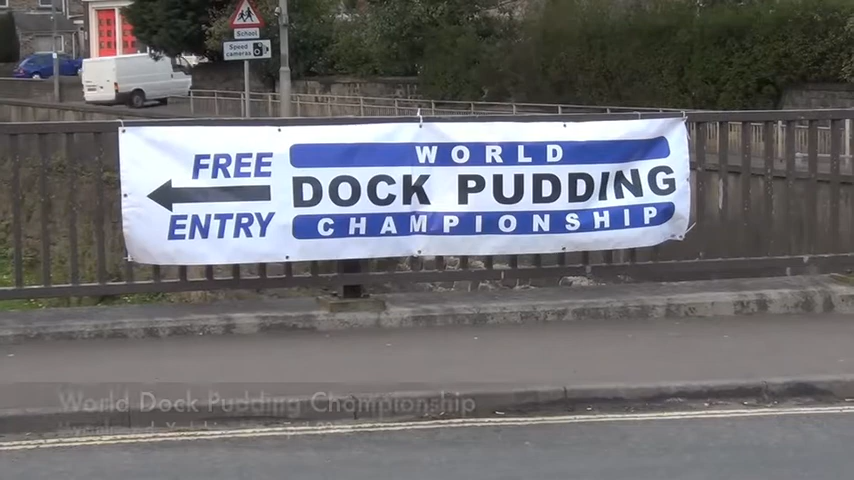 School
Speed
cameras
FREE
ENTRY
WORLD
DOCK PUDDING
CHAMPIONSHIP
World Dock Pudding Championship